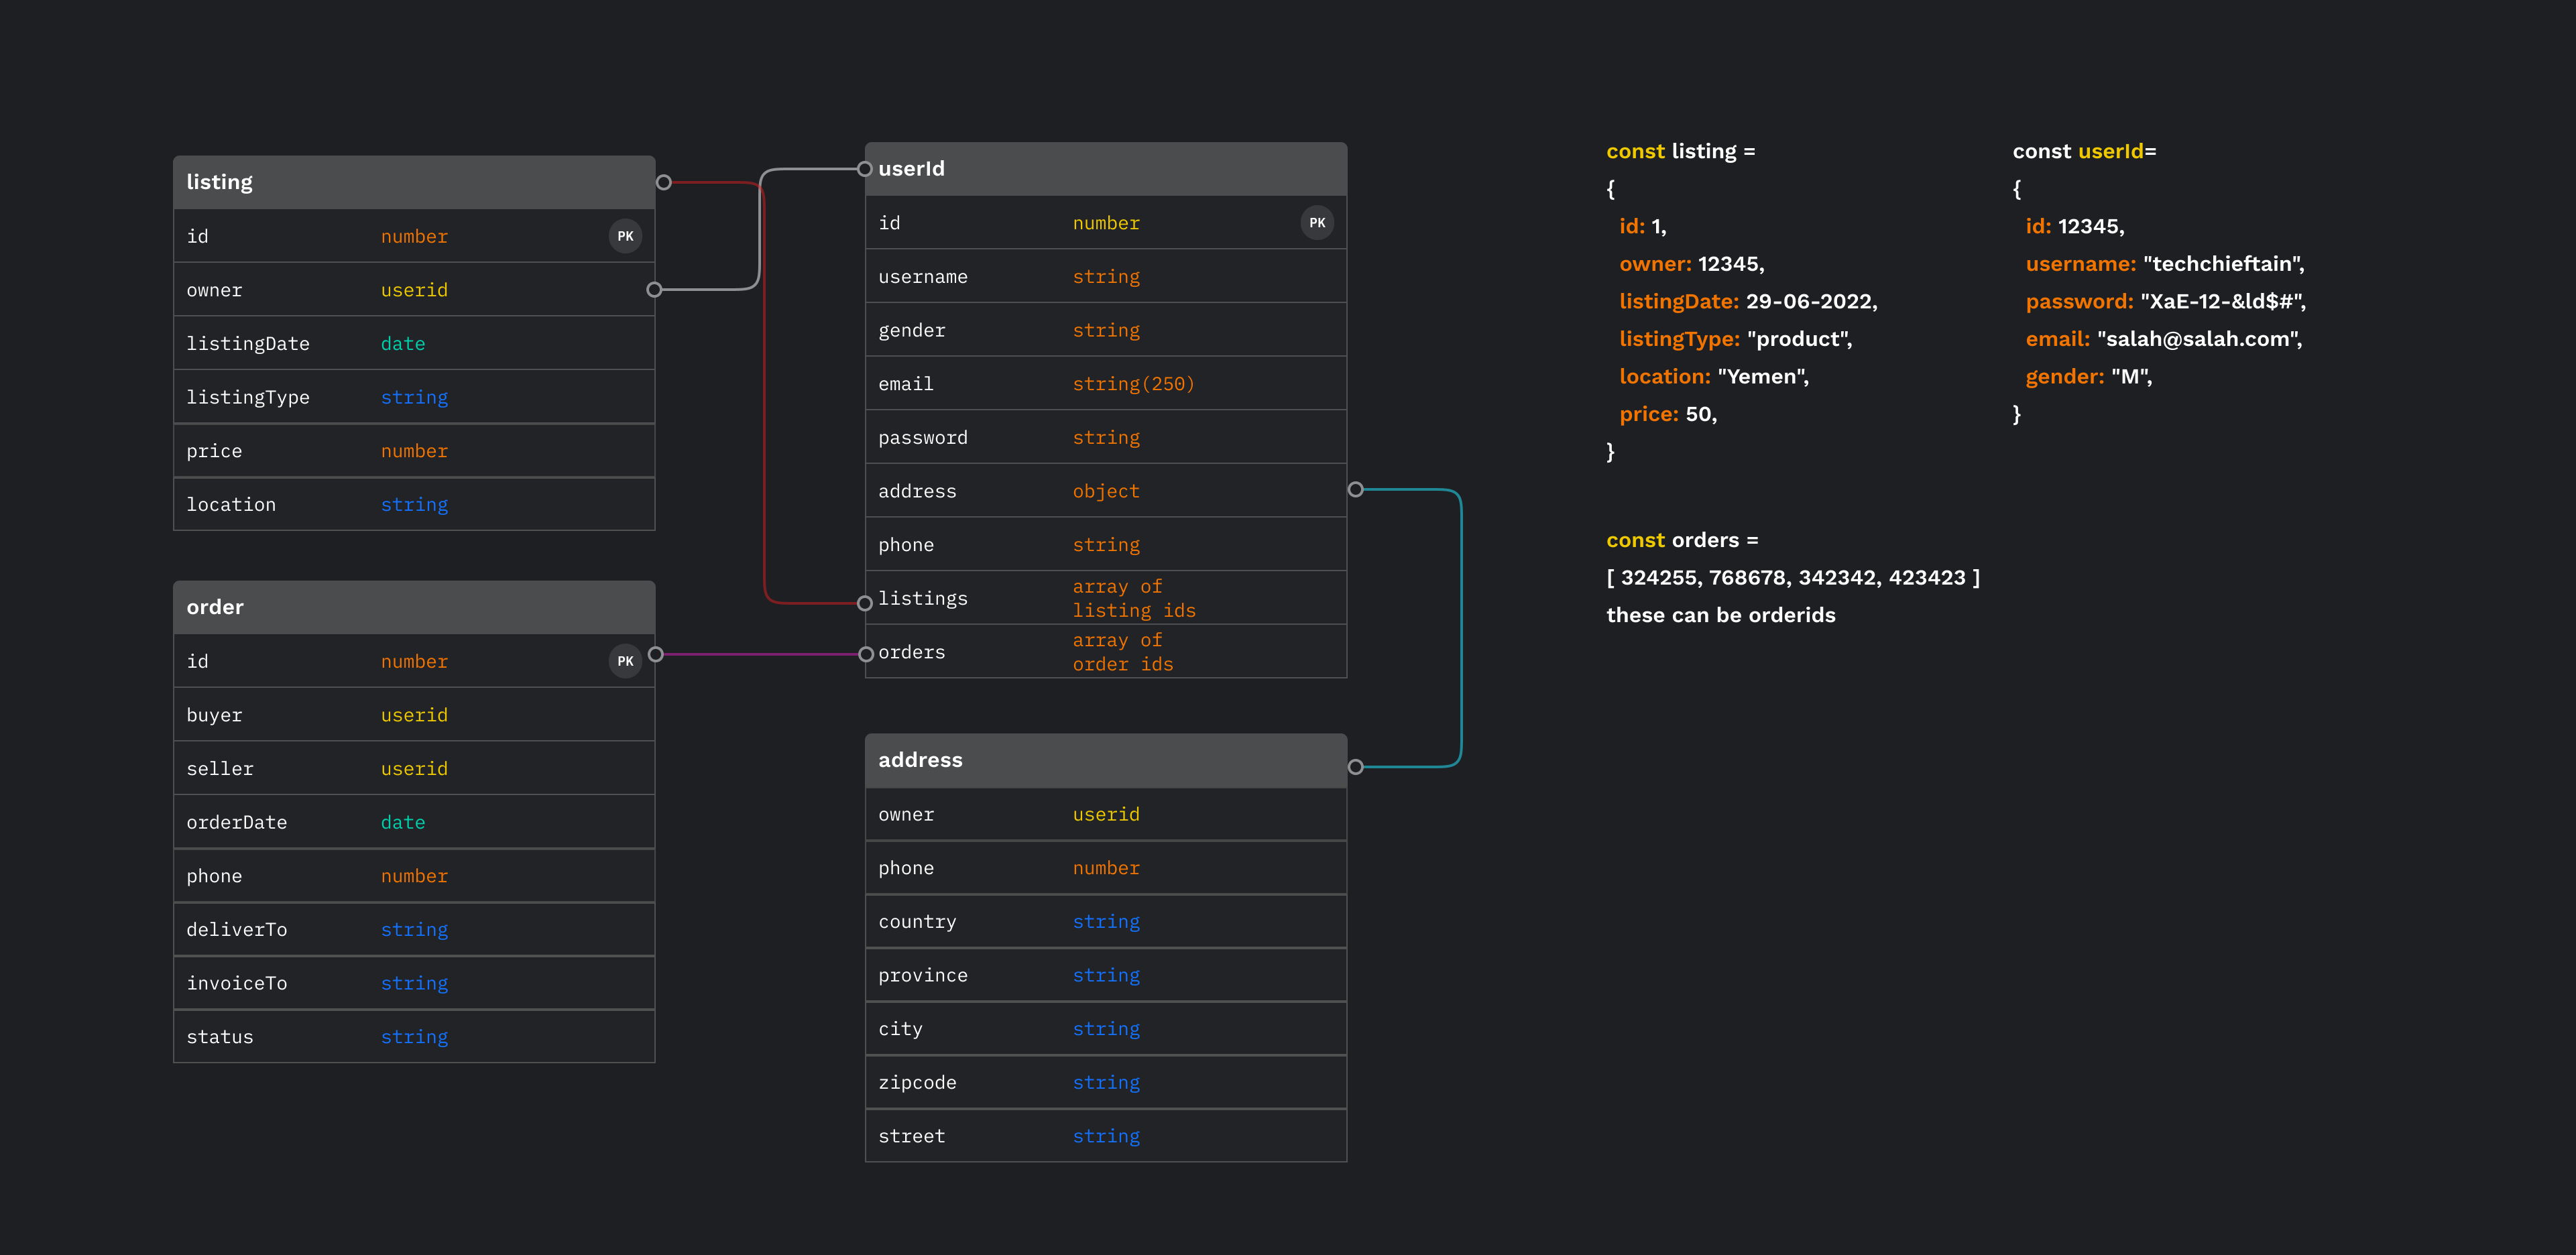 listing
id number PK
owner userid
listingDate date
listingType string
price number
location string
order
id number PK
buyer userid
seller userid
orderDate date
phone number
deliverTo string
invoiceTo string
status string
userId
id number PK
username string
gender string
email string(250)
password string
address object
phone string
listings array of
listing ids
orders array of
order ids
address
owner userid
phone number
country string
province string
city string
zipcode string
street string
const listing =
{
id: 1,
owner: 12345,
listingDate: 29-06-2022,
listingType: "product",
location: "Yemen",
price: 50,
}
const orders =
[ 324255, 768678, 342342, 423423 ]
these can be orderids
const userId=
{
id: 12345,
username: "techchieftain",
password: "XaE-12-&ld$#",
email: "salah@salah.com",
gender: "M",
}